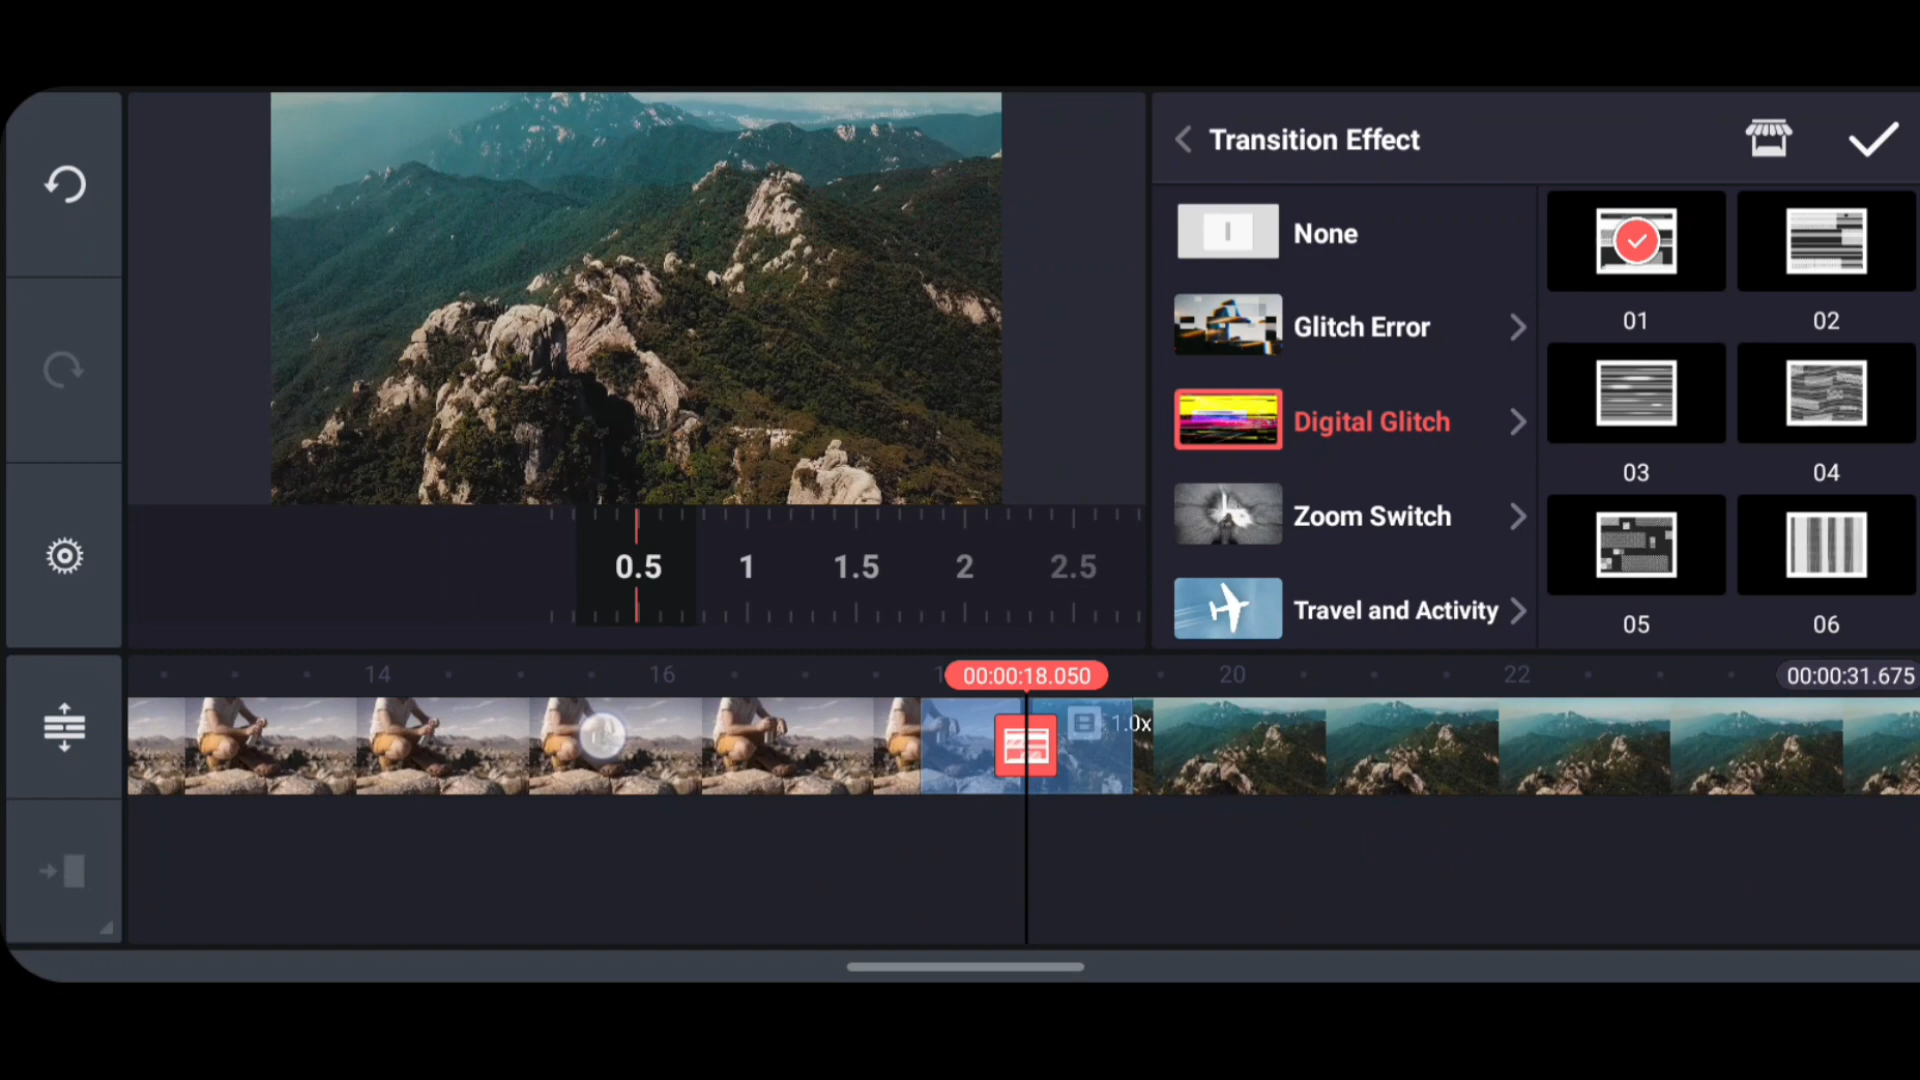 Transition Effect
None
Glitch Error
Digital Glitch
Zoom Switch
Travel and Activity
01 02
03 04
05 06
0.5 1 1.5 2 2.5
14 16 00:00:18.050 20 22 00:00:31.675
1.0x